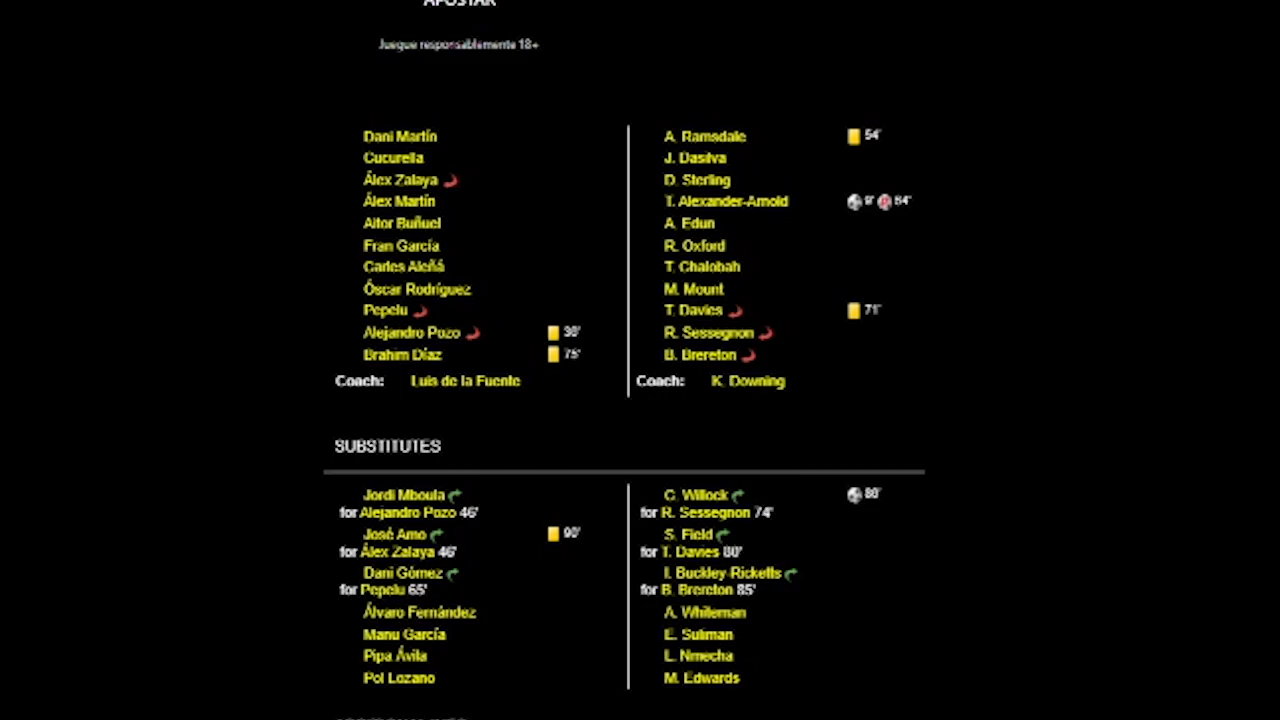 APOSTAR
Juegue responsablemente 18+
Dani Martín
Cucurella
Álex Zalaya
Álex Martín
Aitor Buñuel
Fran García
Carles Aleñá
Óscar Rodríguez
Pepelu
Alejandro Pozo 36'
Brahim Díaz 75'
Coach: Luis de la Fuente
A. Ramsdale 54'
J. Dasilva
D. Sterling
T. Alexander-Arnold 9' 64'
A. Edun
R. Oxford
T. Chalobah
M. Mount
T. Davies 71'
R. Sessegnon
B. Brereton
Coach: K. Downing
SUBSTITUTES
Jordi Mboula
for Alejandro Pozo 46'
José Amo 90'
for Álex Zalaya 46'
Dani Gómez
for Pepelu 65'
Álvaro Fernández
Manu García
Pipa Ávila
Pol Lozano
C. Willock 86'
for R. Sessegnon 74'
S. Field
for T. Davies 80'
I. Buckley-Ricketts
for B. Brereton 85'
A. Whiteman
E. Suliman
L. Nmecha
M. Edwards